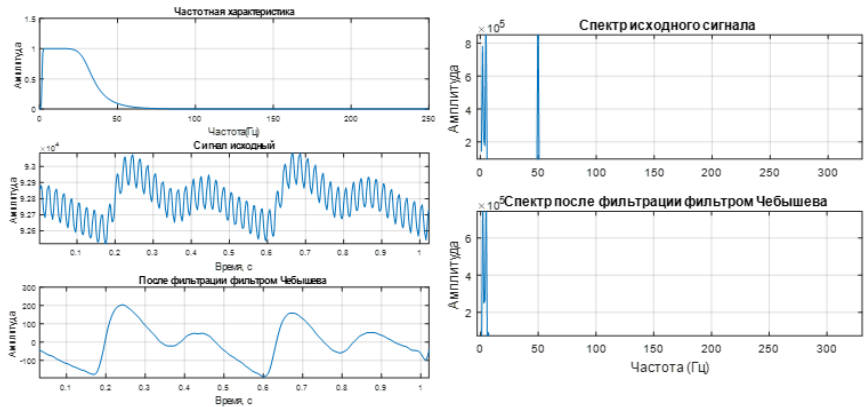 Частотная характеристика
1.5
1
0.5
0
Амплитуда
0 50 100 150 200 250
Частота(Гц)
Сигнал исходный
×10⁴
9.3
9.29
9.28
9.27
9.26
Амплитуда
0.1 0.2 0.3 0.4 0.5 0.6 0.7 0.8 0.9 1
Время, с
После фильтрации фильтром Чебышева
300
200
100
0
-100
Амплитуда
0.1 0.2 0.3 0.4 0.5 0.6 0.7 0.8 0.9 1
Время, с
Спектр исходного сигнала
×10⁵
8
6
4
2
Амплитуда
0 50 100 150 200 250 300
Спектр после фильтрации фильтром Чебышева
×10⁵
6
4
2
Амплитуда
0 50 100 150 200 250 300
Частота (Гц)